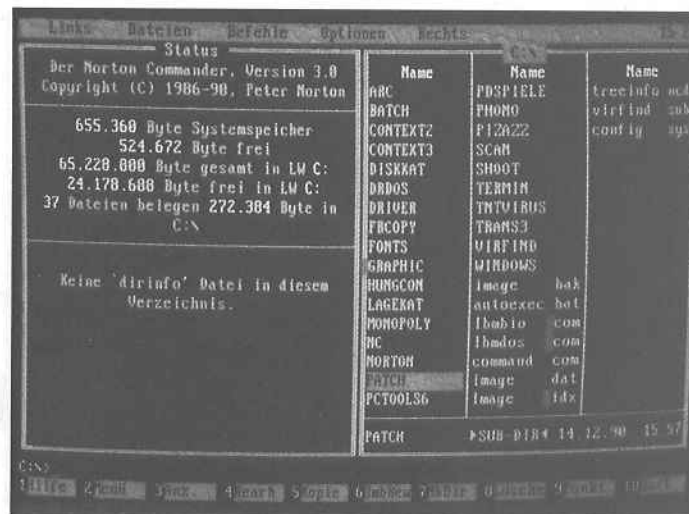 Links Dateien Befehle Optionen Rechts
Status
Der Norton Commander, Version 3.0
Copyright (C) 1986-90, Peter Norton
655.360 Byte Systemspeicher
524.672 Byte frei
65.228.800 Byte gesamt in LW C:
24.178.688 Byte frei in LW C:
37 Dateien belegen 272.384 Byte in
C:\
Keine 'dirinfo' Datei in diesem
Verzeichnis.
C:\
Name Name Name
ARC PDSPIELE treeinfo ncd
BATCH PHONO virfind
CONTEXT2 PIZAZZ config sys
CONTEXT3 SCAN
DISKKAT SHOOT
DRDOS TERMIN
DRIVER TNTVIRUS
FBCOPY TRANS3
FONTS VIRFIND
GRAPHIC WINDOWS
HUNGCON image bak
LAGEKAT autoexec bat
MONOPOLY ibmbio com
NC ibmdos com
NORTON command com
PATCH image dat
PCTOOLS6 image idx
PATCH ►SUB-DIR◄ 14.12.90 15:57
C:\>
1Hilfe 2Menü 4Bearb 5Kopie